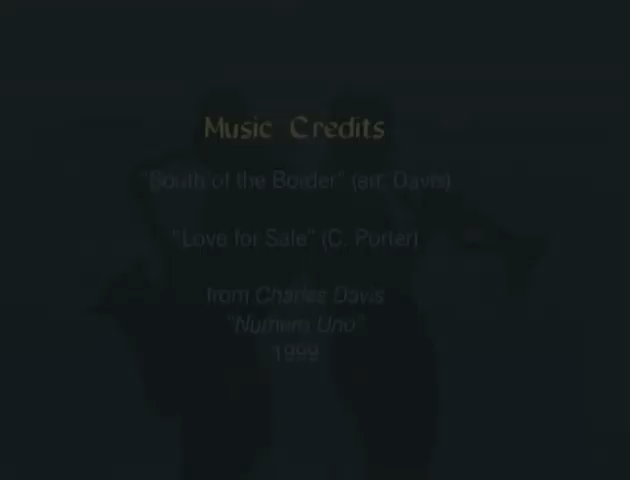 Music Credits
"South of the Border" (arr. Davis)
"Love for Sale" (C. Porter)
from Charles Davis
"Numero Uno"
1999